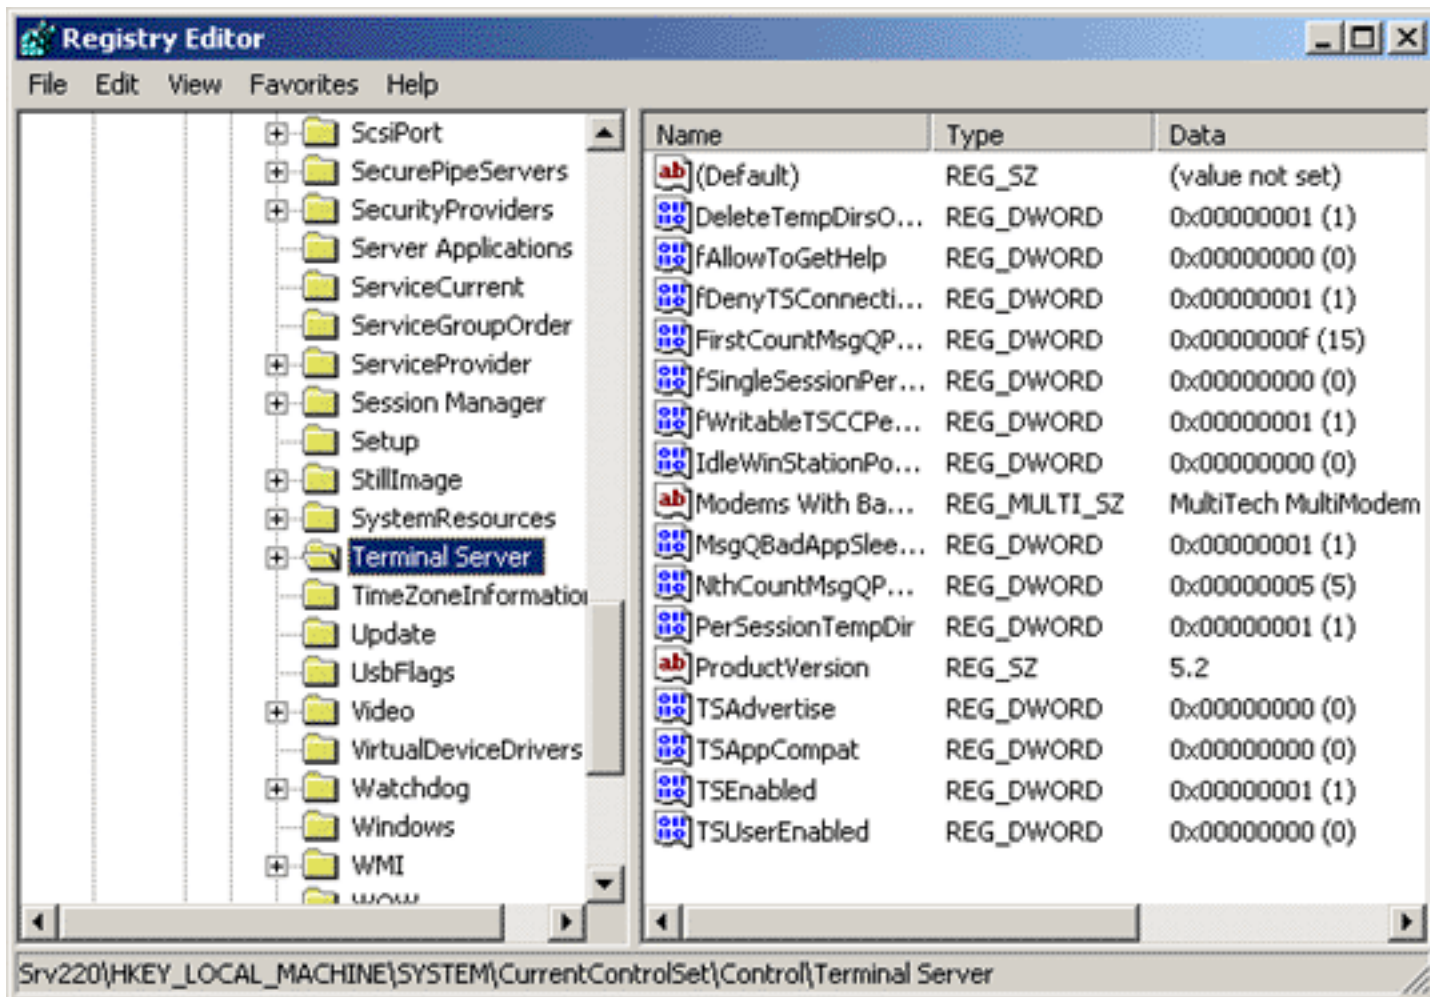 Registry Editor
File Edit View Favorites Help
ScsiPort
SecurePipeServers
SecurityProviders
Server Applications
ServiceCurrent
ServiceGroupOrder
ServiceProvider
Session Manager
Setup
StillImage
SystemResources
Terminal Server
TimeZoneInformation
Update
UsbFlags
Video
VirtualDeviceDrivers
Watchdog
Windows
WMI
WOW
Name Type Data
(Default) REG_SZ (value not set)
DeleteTempDirsO... REG_DWORD 0x00000001 (1)
fAllowToGetHelp REG_DWORD 0x00000000 (0)
fDenyTSConnecti... REG_DWORD 0x00000001 (1)
FirstCountMsgQP... REG_DWORD 0x0000000f (15)
fSingleSessionPer... REG_DWORD 0x00000000 (0)
fWritableTSCCPe... REG_DWORD 0x00000001 (1)
IdleWinStationPo... REG_DWORD 0x00000000 (0)
Modems With Ba... REG_MULTI_SZ MultiTech MultiModem
MsgQBadAppSlee... REG_DWORD 0x00000001 (1)
NthCountMsgQP... REG_DWORD 0x00000005 (5)
PerSessionTempDir REG_DWORD 0x00000001 (1)
ProductVersion REG_SZ 5.2
TSAdvertise REG_DWORD 0x00000000 (0)
TSAppCompat REG_DWORD 0x00000000 (0)
TSEnabled REG_DWORD 0x00000001 (1)
TSUserEnabled REG_DWORD 0x00000000 (0)
Srv220\HKEY_LOCAL_MACHINE\SYSTEM\CurrentControlSet\Control\Terminal Server